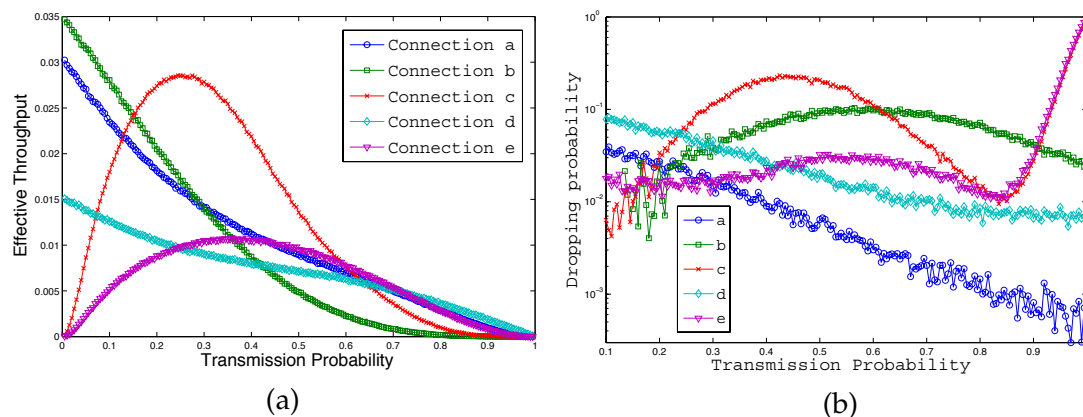 0.035
0.03
0.025
0.02
0.015
0.01
0.005
0
Effective Throughput
Connection a
Connection b
Connection c
Connection d
Connection e
0 0.1 0.2 0.3 0.4 0.5 0.6 0.7 0.8 0.9 1
Transmission Probability
(a)
10^0
10^-1
10^-2
10^-3
Dropping probability
a
b
c
d
e
0.1 0.2 0.3 0.4 0.5 0.6 0.7 0.8 0.9
Transmission Probability
(b)